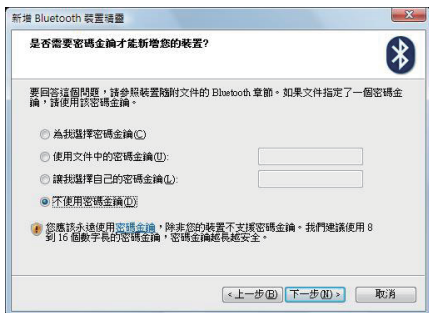 新增 Bluetooth 裝置精靈
是否需要密碼金鑰才能新增您的裝置?
要回答這個問題，請參照裝置隨附文件的 Bluetooth 章節。如果文件指定了一個密碼金
鑰，請使用該密碼金鑰。
為我選擇密碼金鑰(C)
使用文件中的密碼金鑰(U):
讓我選擇自己的密碼金鑰(L):
不使用密碼金鑰(D)
您應該永遠使用密碼金鑰，除非您的裝置不支援密碼金鑰。我們建議使用 8
到 16 個數字長的密碼金鑰，密碼金鑰越長越安全。
<上一步(B) 下一步(N)> 取消